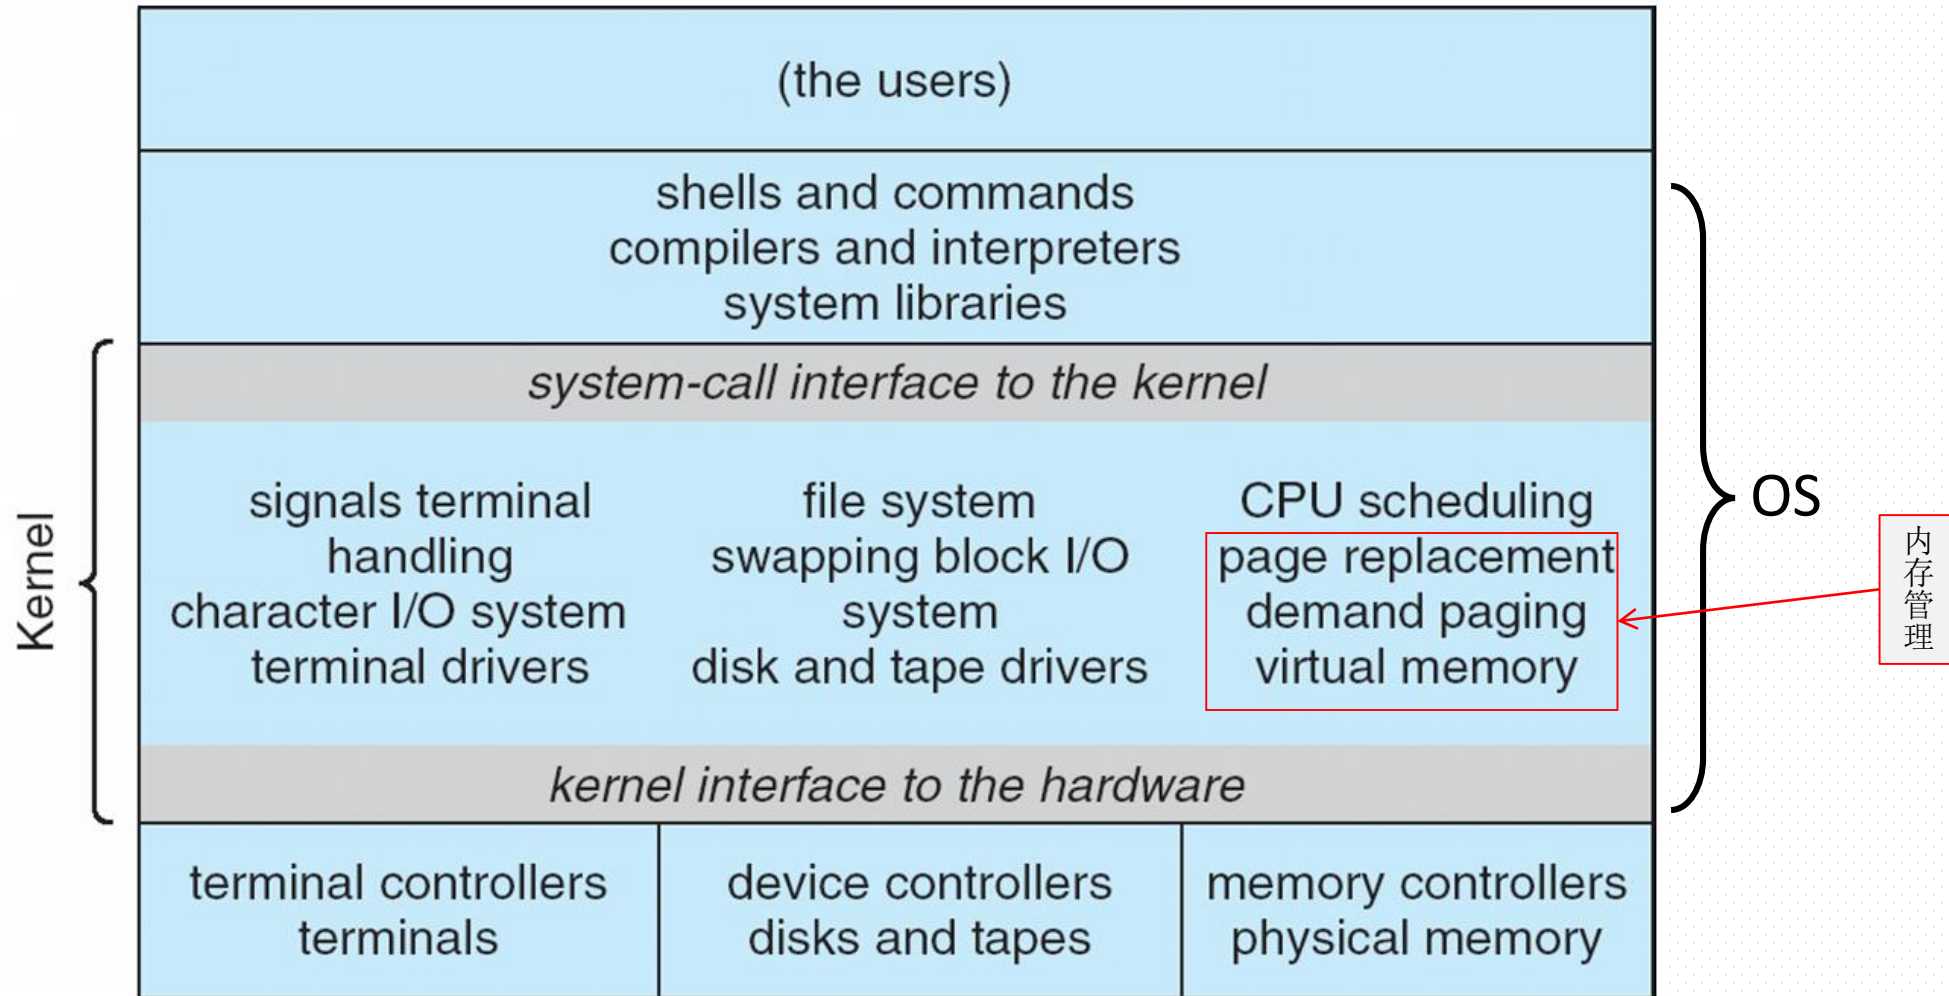 (the users)
shells and commands
compilers and interpreters
system libraries
system-call interface to the kernel
Kernel
signals terminal
handling
character I/O system
terminal drivers
file system
swapping block I/O
system
disk and tape drivers
CPU scheduling
page replacement
demand paging
virtual memory
OS
内存管理
kernel interface to the hardware
terminal controllers
terminals
device controllers
disks and tapes
memory controllers
physical memory